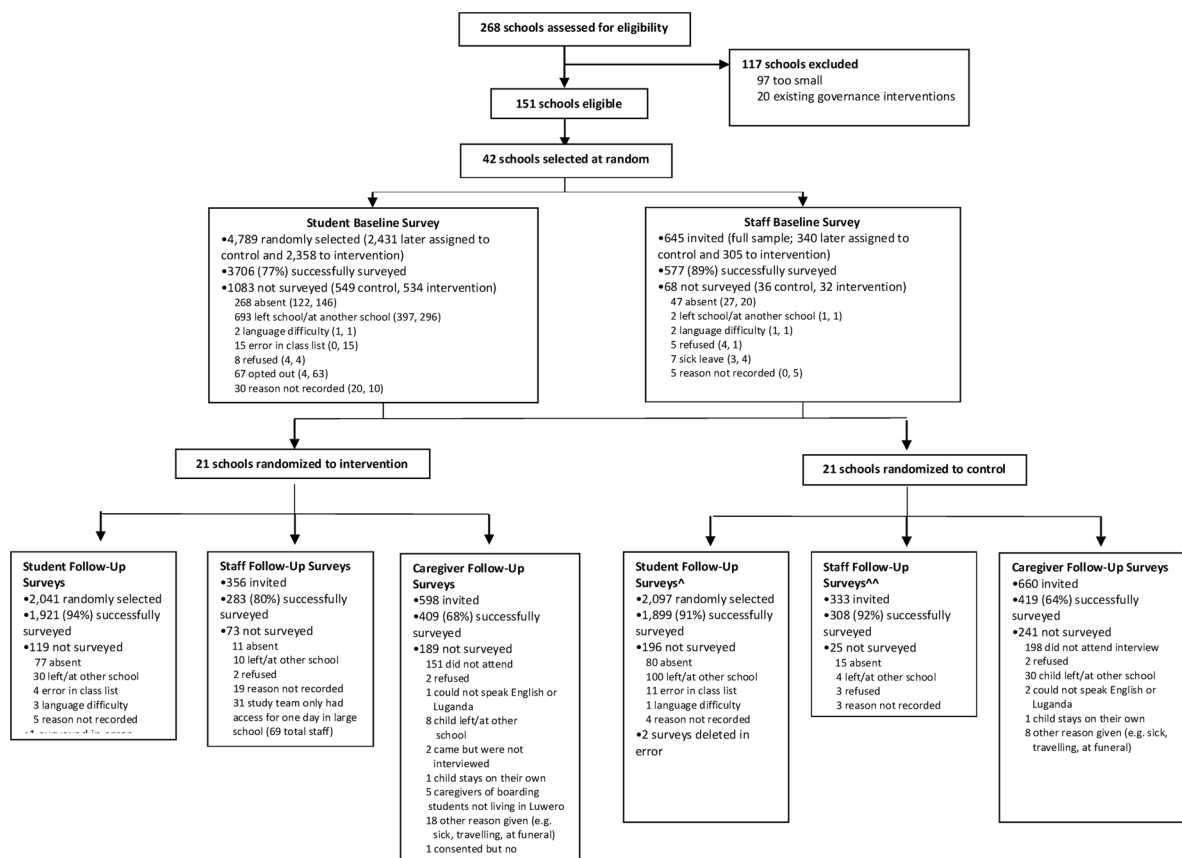 268 schools assessed for eligibility
117 schools excluded
97 too small
20 existing governance interventions
151 schools eligible
42 schools selected at random
Student Baseline Survey
•4,789 randomly selected (2,431 later assigned to
control and 2,358 to intervention)
•3706 (77%) successfully surveyed
•1083 not surveyed (549 control, 534 intervention)
268 absent (122, 146)
693 left school/at another school (397, 296)
2 language difficulty (1, 1)
15 error in class list (0, 15)
8 refused (4, 4)
67 opted out (4, 63)
30 reason not recorded (20, 10)
Staff Baseline Survey
•645 invited (full sample; 340 later assigned to
control and 305 to intervention)
•577 (89%) successfully surveyed
•68 not surveyed (36 control, 32 intervention)
47 absent (27, 20)
2 left school/at another school (1, 1)
2 language difficulty (1, 1)
5 refused (4, 1)
7 sick leave (3, 4)
5 reason not recorded (0, 5)
21 schools randomized to intervention
21 schools randomized to control
Student Follow-Up
Surveys
•2,041 randomly selected
•1,921 (94%) successfully
surveyed
•119 not surveyed
77 absent
30 left/at other school
4 error in class list
3 language difficulty
5 reason not recorded
•1 surveyed in error
Staff Follow-Up Surveys
•356 invited
•283 (80%) successfully
surveyed
•73 not surveyed
11 absent
10 left/at other school
2 refused
19 reason not recorded
31 study team only had
access for one day in large
school (69 total staff)
Caregiver Follow-Up
Surveys
•598 invited
•409 (68%) successfully
surveyed
•189 not surveyed
151 did not attend
2 refused
1 could not speak English or
Luganda
8 child left/at other
school
2 came but were not
interviewed
1 child stays on their own
5 caregivers of boarding
students not living in Luwero
18 other reason given (e.g.
sick, travelling, at funeral)
1 consented but no
Student Follow-Up
Surveys^
•2,097 randomly selected
•1,899 (91%) successfully
surveyed
•196 not surveyed
80 absent
100 left/at other school
11 error in class list
1 language difficulty
4 reason not recorded
•2 surveys deleted in
error
Staff Follow-Up
Surveys^^
•333 invited
•308 (92%) successfully
surveyed
•25 not surveyed
15 absent
4 left/at other school
3 refused
3 reason not recorded
Caregiver Follow-Up Surveys
•660 invited
•419 (64%) successfully
surveyed
•241 not surveyed
198 did not attend interview
2 refused
30 child left/at other school
2 could not speak English or
Luganda
1 child stays on their own
8 other reason given (e.g. sick,
travelling, at funeral)